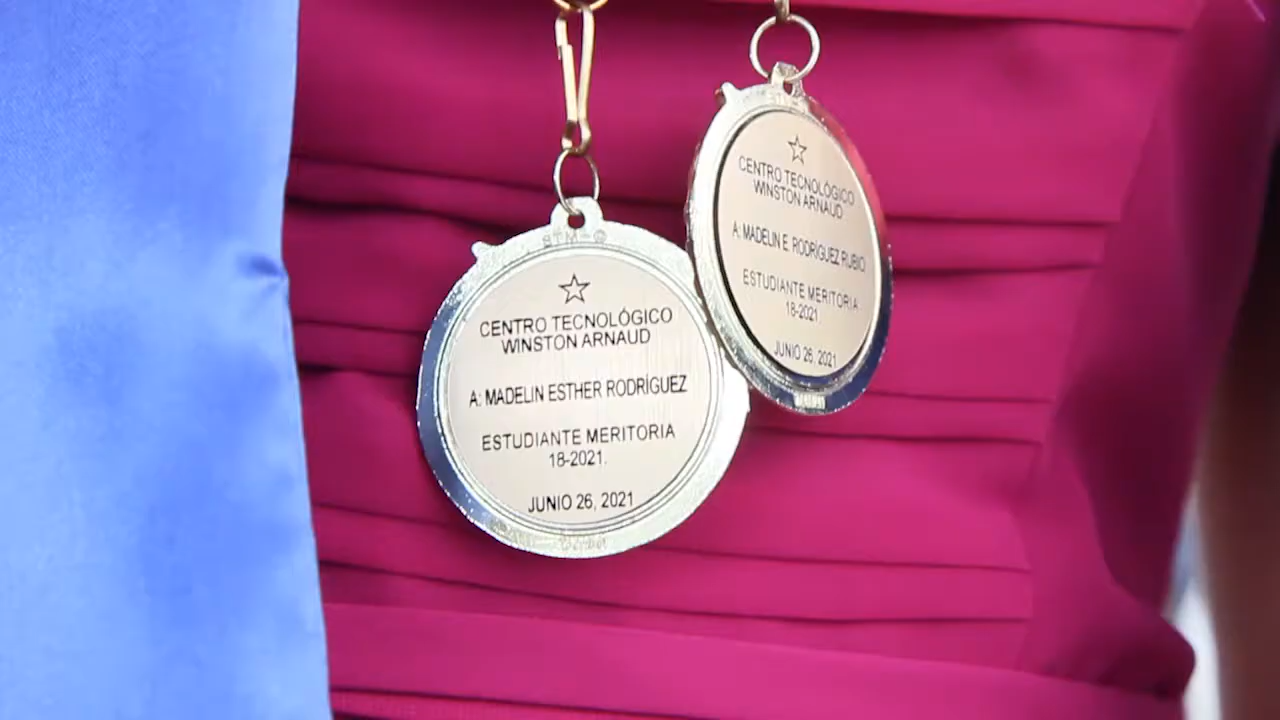 CENTRO TECNOLÓGICO
WINSTON ARNAUD
A: MADELIN ESTHER RODRÍGUEZ
ESTUDIANTE MERITORIA
18-2021.
JUNIO 26, 2021
CENTRO TECNOLÓGICO
WINSTON ARNAUD
A: MADELIN E. RODRÍGUEZ RUBIO
ESTUDIANTE MERITORIA
18-2021.
JUNIO 26, 2021